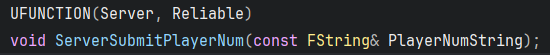 UFUNCTION(Server, Reliable)
void ServerSubmitPlayerNum(const FString& PlayerNumString);